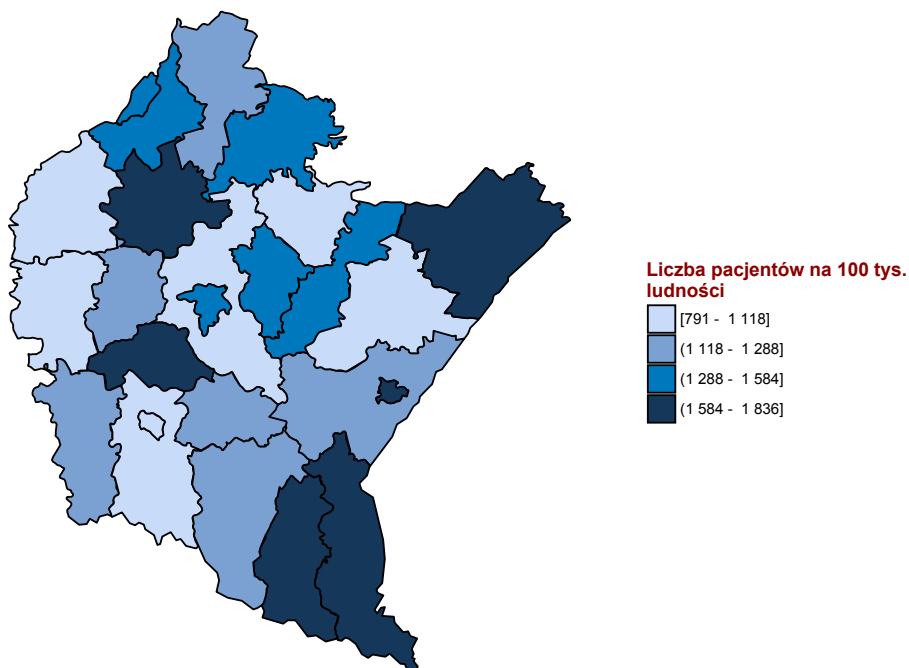 Liczba pacjentów na 100 tys.
ludności
[791 - 1 118]
(1 118 - 1 288]
(1 288 - 1 584]
(1 584 - 1 836]